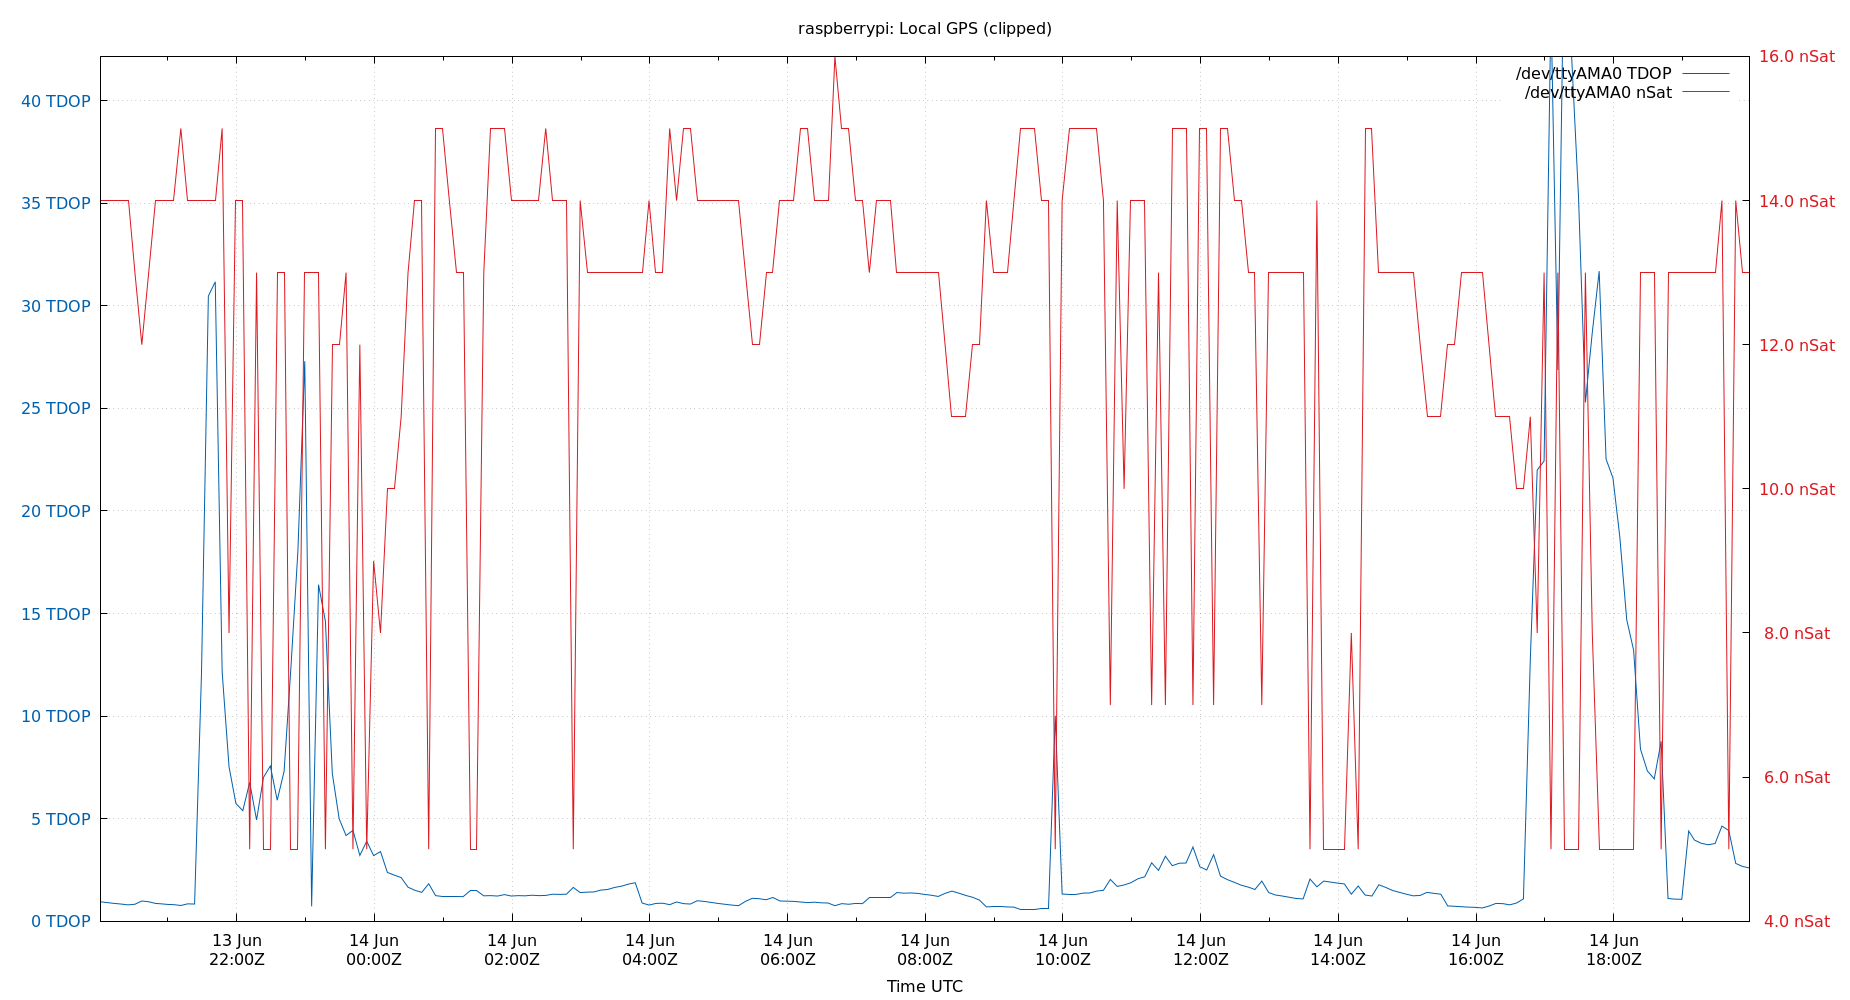 raspberrypi: Local GPS (clipped)
/dev/ttyAMA0 TDOP
/dev/ttyAMA0 nSat
40 TDOP
35 TDOP
30 TDOP
25 TDOP
20 TDOP
15 TDOP
10 TDOP
5 TDOP
0 TDOP
16.0 nSat
14.0 nSat
12.0 nSat
10.0 nSat
8.0 nSat
6.0 nSat
4.0 nSat
13 Jun
22:00Z
14 Jun
00:00Z
14 Jun
02:00Z
14 Jun
04:00Z
14 Jun
06:00Z
14 Jun
08:00Z
14 Jun
10:00Z
14 Jun
12:00Z
14 Jun
14:00Z
14 Jun
16:00Z
14 Jun
18:00Z
Time UTC